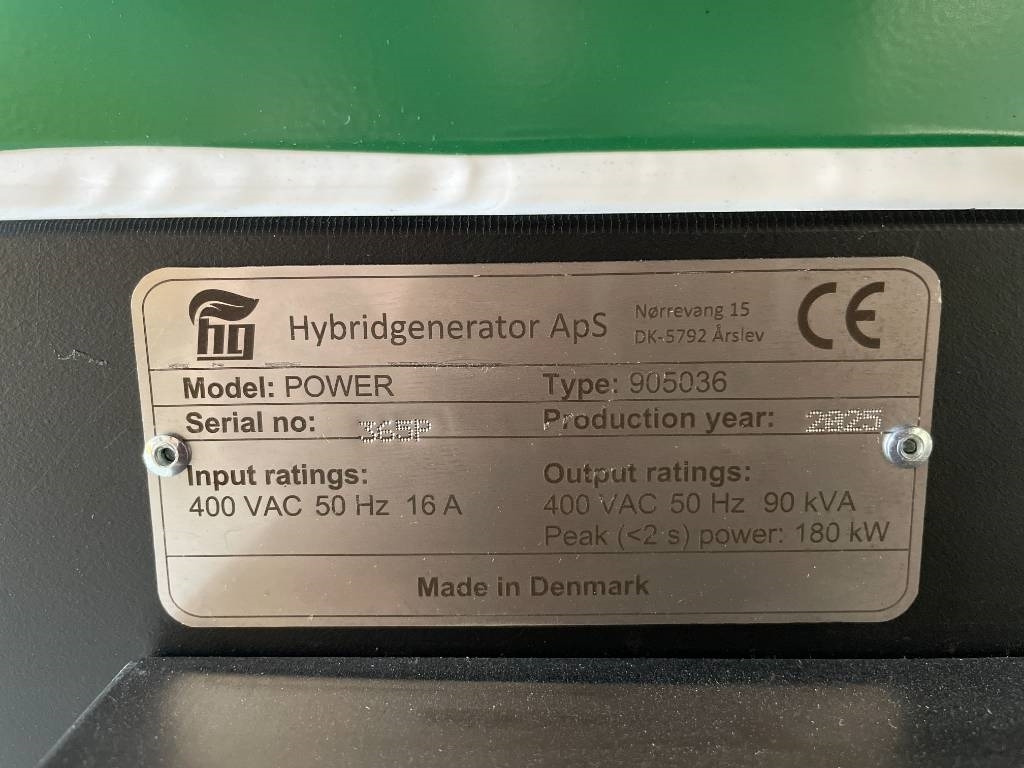 hg Hybridgenerator ApS
Nørrevang 15
DK-5792 Årslev
CE
Model: POWER Type: 905036
Serial no: 365P Production year: 2025
Input ratings: Output ratings:
400 VAC 50 Hz 16 A 400 VAC 50 Hz 90 kVA
Peak (<2 s) power: 180 kW
Made in Denmark